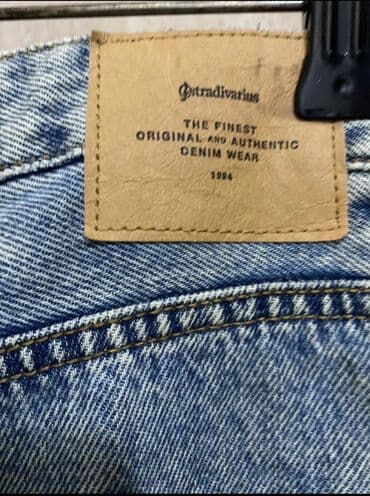 Stradivarius
THE FINEST
ORIGINAL AND AUTHENTIC
DENIM WEAR
1994